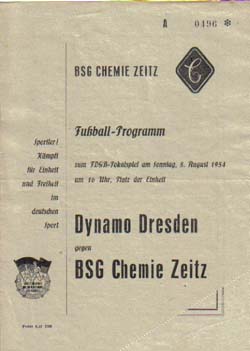 A 0496 *
BSG CHEMIE ZEITZ
C
Fußball-Programm
zum FDGB-Pokalspiel am Sonntag, 8. August 1954
am 16 Uhr, Platz der Einheit
Sportler!
Kämpft
für Einheit
und Freiheit
im
deutschen
Sport
Dynamo Dresden
gegen
BSG Chemie Zeitz